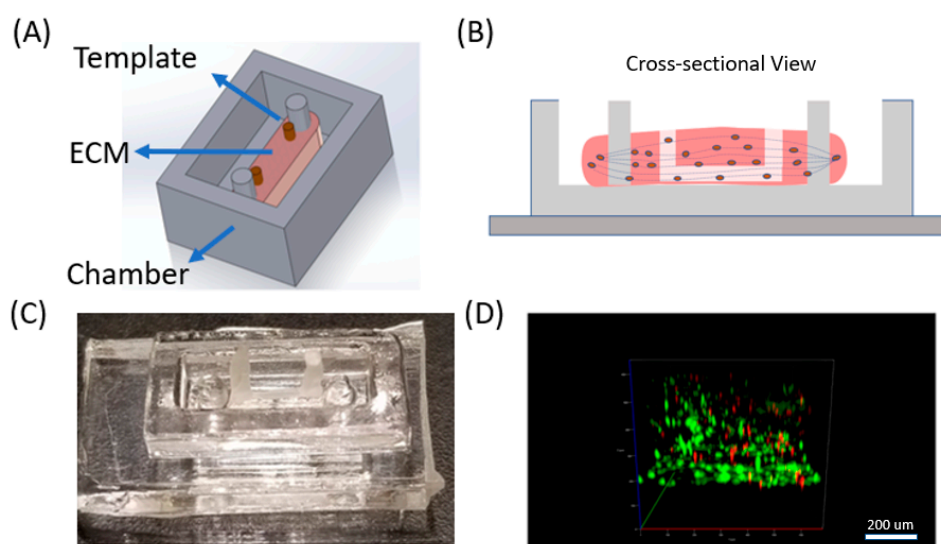 (A)
Template
ECM
Chamber
(B)
Cross-sectional View
(C)
(D)
200 um